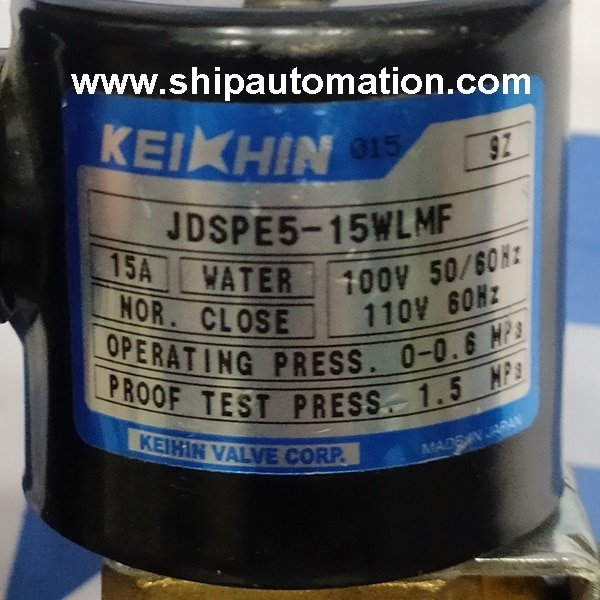 www.shipautomation.com
KEIHIN 015 9Z
JDSPE5-15WLMF
15A WATER 100V 50/60Hz
NOR. CLOSE 110V 60Hz
OPERATING PRESS. 0-0.6 MPa
PROOF TEST PRESS. 1.5 MPa
KEIHIN VALVE CORP. MADE IN JAPAN